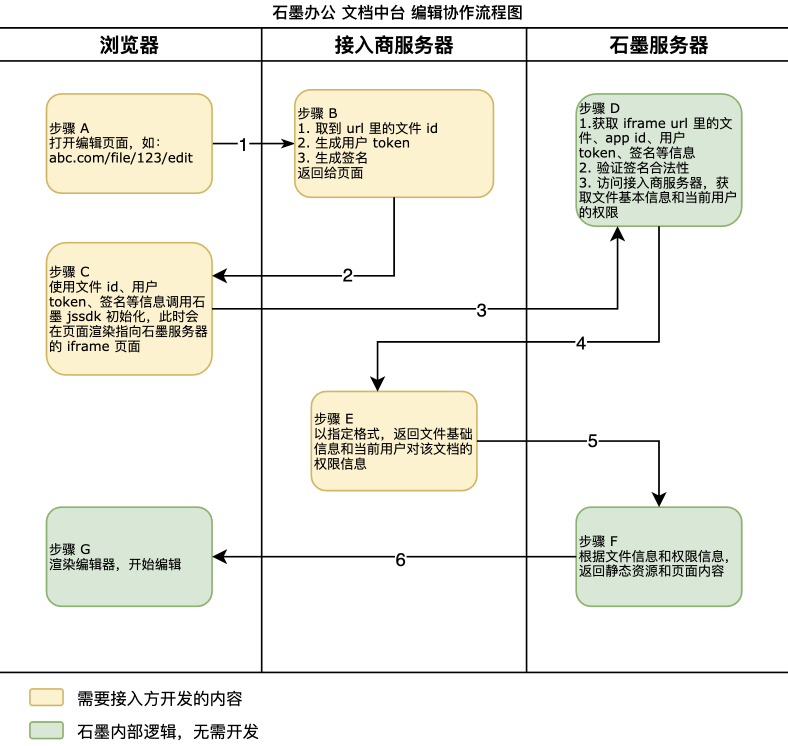 石墨办公 文档中台 编辑协作流程图
浏览器
接入商服务器
石墨服务器
步骤 A
打开编辑页面，如：
abc.com/file/123/edit
1
步骤 B
1. 取到 url 里的文件 id
2. 生成用户 token
3. 生成签名
返回给页面
步骤 D
1.获取 iframe url 里的文
件、app id、用户
token、签名等信息
2. 验证签名合法性
3. 访问接入商服务器，获
取文件基本信息和当前用户
的权限
2
步骤 C
使用文件 id、用户
token、签名等信息调用石
墨 jssdk 初始化，此时会
在页面渲染指向石墨服务器
的 iframe 页面
3
4
步骤 E
以指定格式，返回文件基础
信息和当前用户对该文档的
权限信息
5
步骤 F
根据文件信息和权限信息，
返回静态资源和页面内容
6
步骤 G
渲染编辑器，开始编辑
需要接入方开发的内容
石墨内部逻辑，无需开发